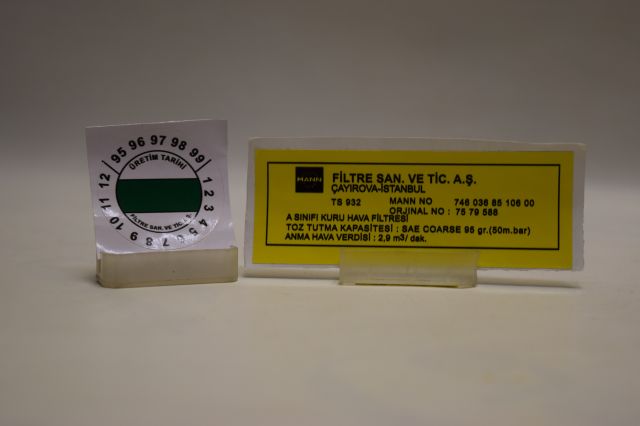 95 96 97 98 99
ÜRETİM TARİHİ
12 11 10 9 8 7 6 5 4 3 2 1
FİLTRE SAN. VE TİC. A.Ş.
MANN
FİLTRE SAN. VE TİC. A.Ş.
ÇAYIROVA-İSTANBUL
TS 932 MANN NO 746 036 85 106 00
ORJINAL NO : 75 79 588
A SINIFI KURU HAVA FİLTRESİ
TOZ TUTMA KAPASİTESİ : SAE COARSE 95 gr.(50m.bar)
ANMA HAVA VERDİSİ : 2,9 m3/ dak.